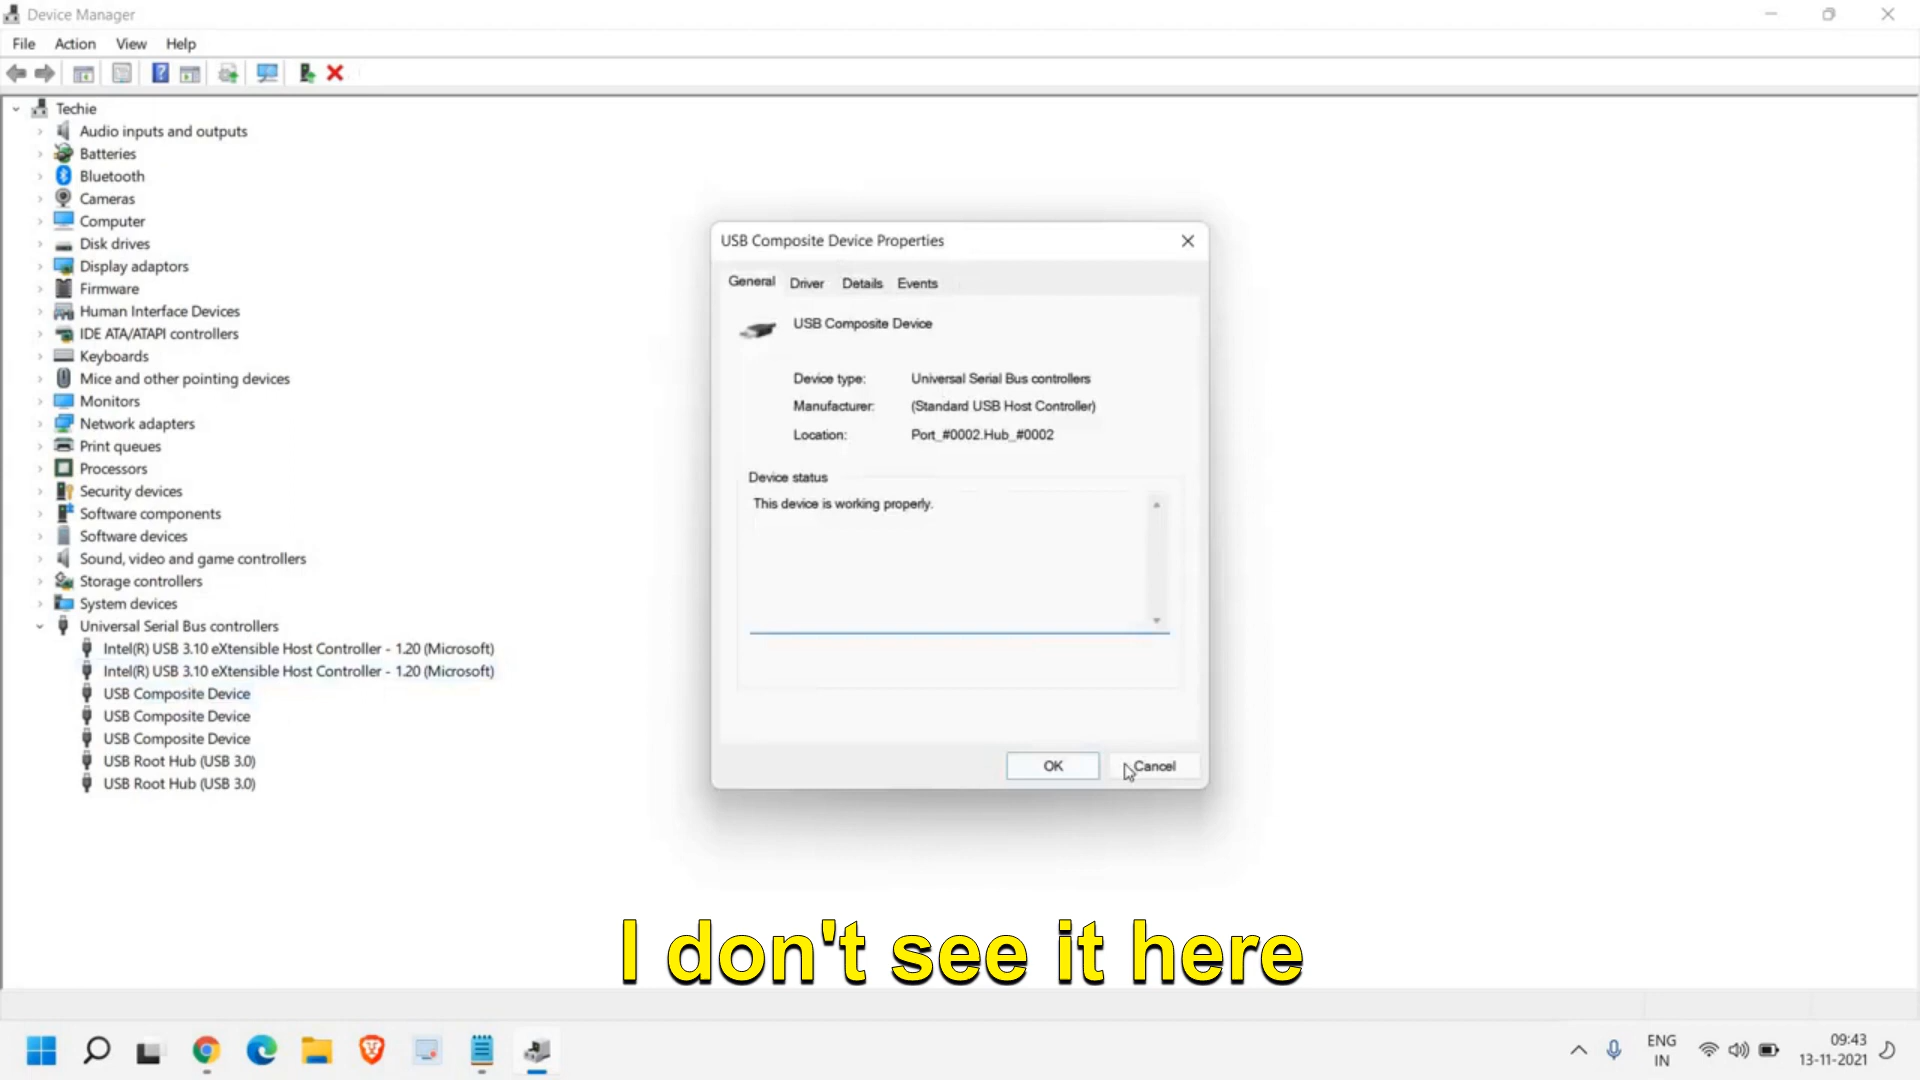 Device Manager
File Action View Help
Techie
Audio inputs and outputs
Batteries
Bluetooth
Cameras
Computer
Disk drives
Display adaptors
Firmware
Human Interface Devices
IDE ATA/ATAPI controllers
Keyboards
Mice and other pointing devices
Monitors
Network adapters
Print queues
Processors
Security devices
Software components
Software devices
Sound, video and game controllers
Storage controllers
System devices
Universal Serial Bus controllers
Intel(R) USB 3.10 eXtensible Host Controller - 1.20 (Microsoft)
Intel(R) USB 3.10 eXtensible Host Controller - 1.20 (Microsoft)
USB Composite Device
USB Composite Device
USB Composite Device
USB Root Hub (USB 3.0)
USB Root Hub (USB 3.0)
USB Composite Device Properties
General Driver Details Events
USB Composite Device
Device type: Universal Serial Bus controllers
Manufacturer: (Standard USB Host Controller)
Location: Port_#0002.Hub_#0002
Device status
This device is working properly.
OK Cancel
I don't see it here
ENG
IN
09:43
13-11-2021